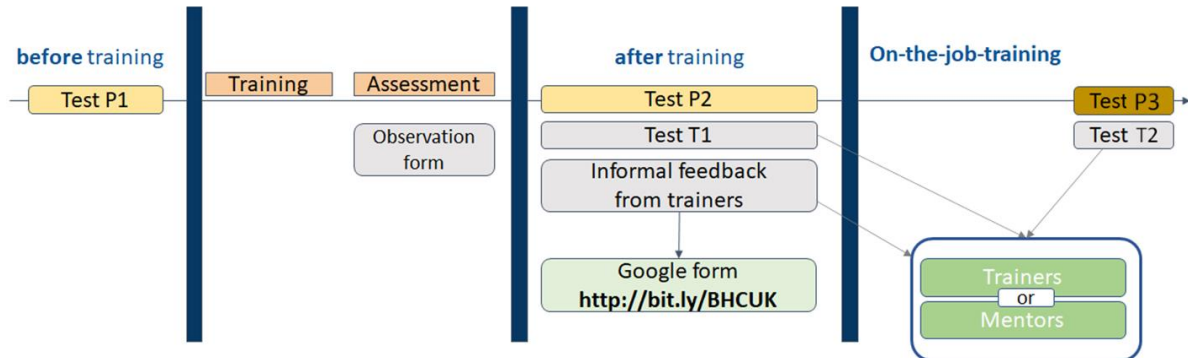 before training
Test P1
Training
Assessment
Observation
form
after training
Test P2
Test T1
Informal feedback
from trainers
Google form
http://bit.ly/BHCUK
On-the-job-training
Test P3
Test T2
Trainers
or
Mentors